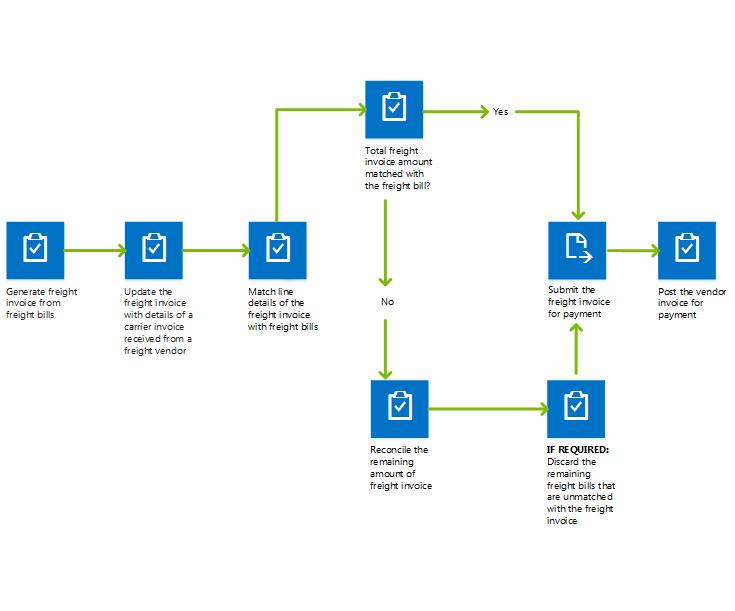 Yes
Total freight
invoice amount
matched with
the freight bill?
Generate freight
invoice from
freight bills
Update the
freight invoice
with details of a
carrier invoice
received from a
freight vendor
Match line
details of the
freight invoice
with freight bills
No
Submit the
freight invoice
for payment
Post the vendor
invoice for
payment
Reconcile the
remaining
amount of
freight invoice
IF REQUIRED:
Discard the
remaining
freight bills that
are unmatched
with the freight
invoice